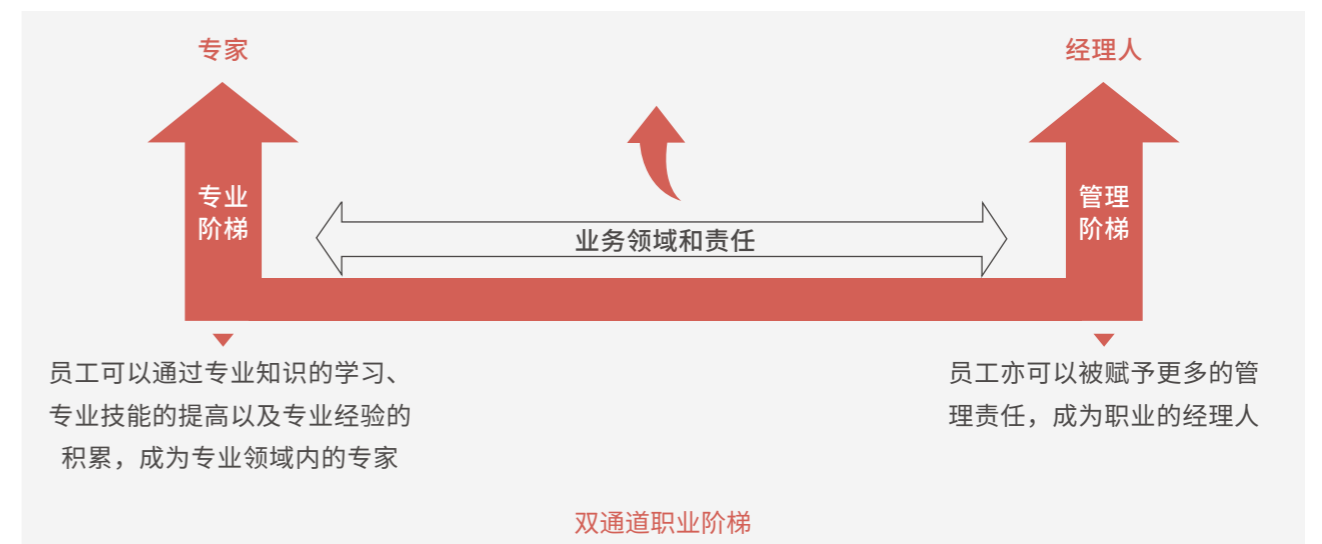 专家
经理人
专业
阶梯
业务领域和责任
管理
阶梯
员工可以通过专业知识的学习、
专业技能的提高以及专业经验的
积累，成为专业领域内的专家
员工亦可以被赋予更多的管
理责任，成为职业的经理人
双通道职业阶梯